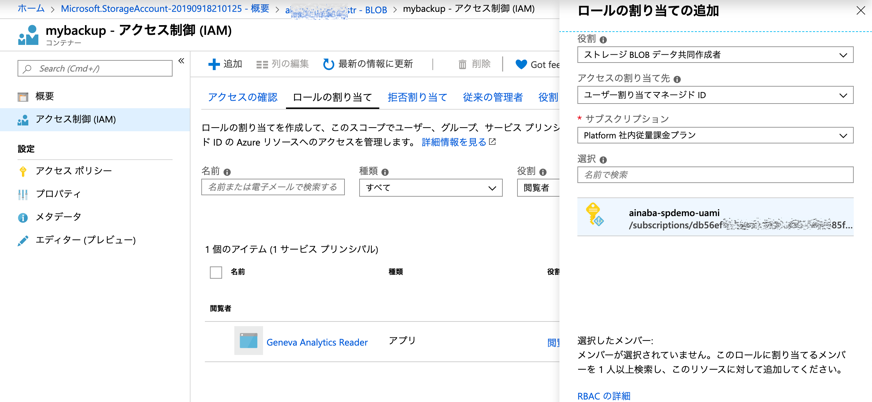 ホーム > Microsoft.StorageAccount-20190918210125 - 概要 > str - BLOB > mybackup - アクセス制御 (IAM)
mybackup - アクセス制御 (IAM)
コンテナー
Search (Cmd+/)
概要
アクセス制御 (IAM)
設定
アクセス ポリシー
プロパティ
メタデータ
エディター (プレビュー)
追加
列の編集
最新の情報に更新
削除
Got fee
アクセスの確認
ロールの割り当て
拒否割り当て
従来の管理者
役割
ロールの割り当てを作成して、このスコープでユーザー、グループ、サービス プリンシ
ド ID の Azure リソースへのアクセスを管理します。 詳細情報を見る
名前
種類
役割
名前または電子メールで検索する
すべて
閲覧者
1 個のアイテム (1 サービス プリンシパル)
名前
種類
役割
閲覧者
Geneva Analytics Reader
アプリ
閲覧
ロールの割り当ての追加
役割
ストレージ BLOB データ共同作成者
アクセスの割り当て先
ユーザー割り当てマネージド ID
* サブスクリプション
Platform 社内従量課金プラン
選択
名前で検索
ainaba-spdemo-uami
/subscriptions/db56ef 85f...
選択したメンバー:
メンバーが選択されていません。このロールに割り当てるメンバ
ーを 1 人以上検索し、このリソースに対して追加してください。
RBAC の詳細